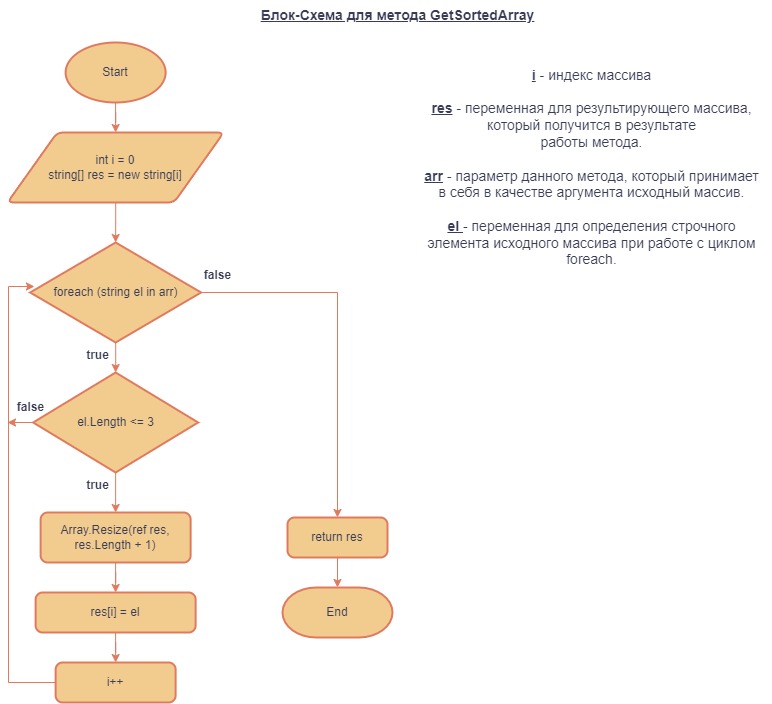 Блок-Схема для метода GetSortedArray
Start
int i = 0
string[] res = new string[i]
foreach (string el in arr)
false
true
el.Length <= 3
false
true
Array.Resize(ref res,
res.Length + 1)
res[i] = el
i++
return res
End
i - индекс массива
res - переменная для результирующего массива,
который получится в результате
работы метода.
arr - параметр данного метода, который принимает
в себя в качестве аргумента исходный массив.
el - переменная для определения строчного
элемента исходного массива при работе с циклом
foreach.